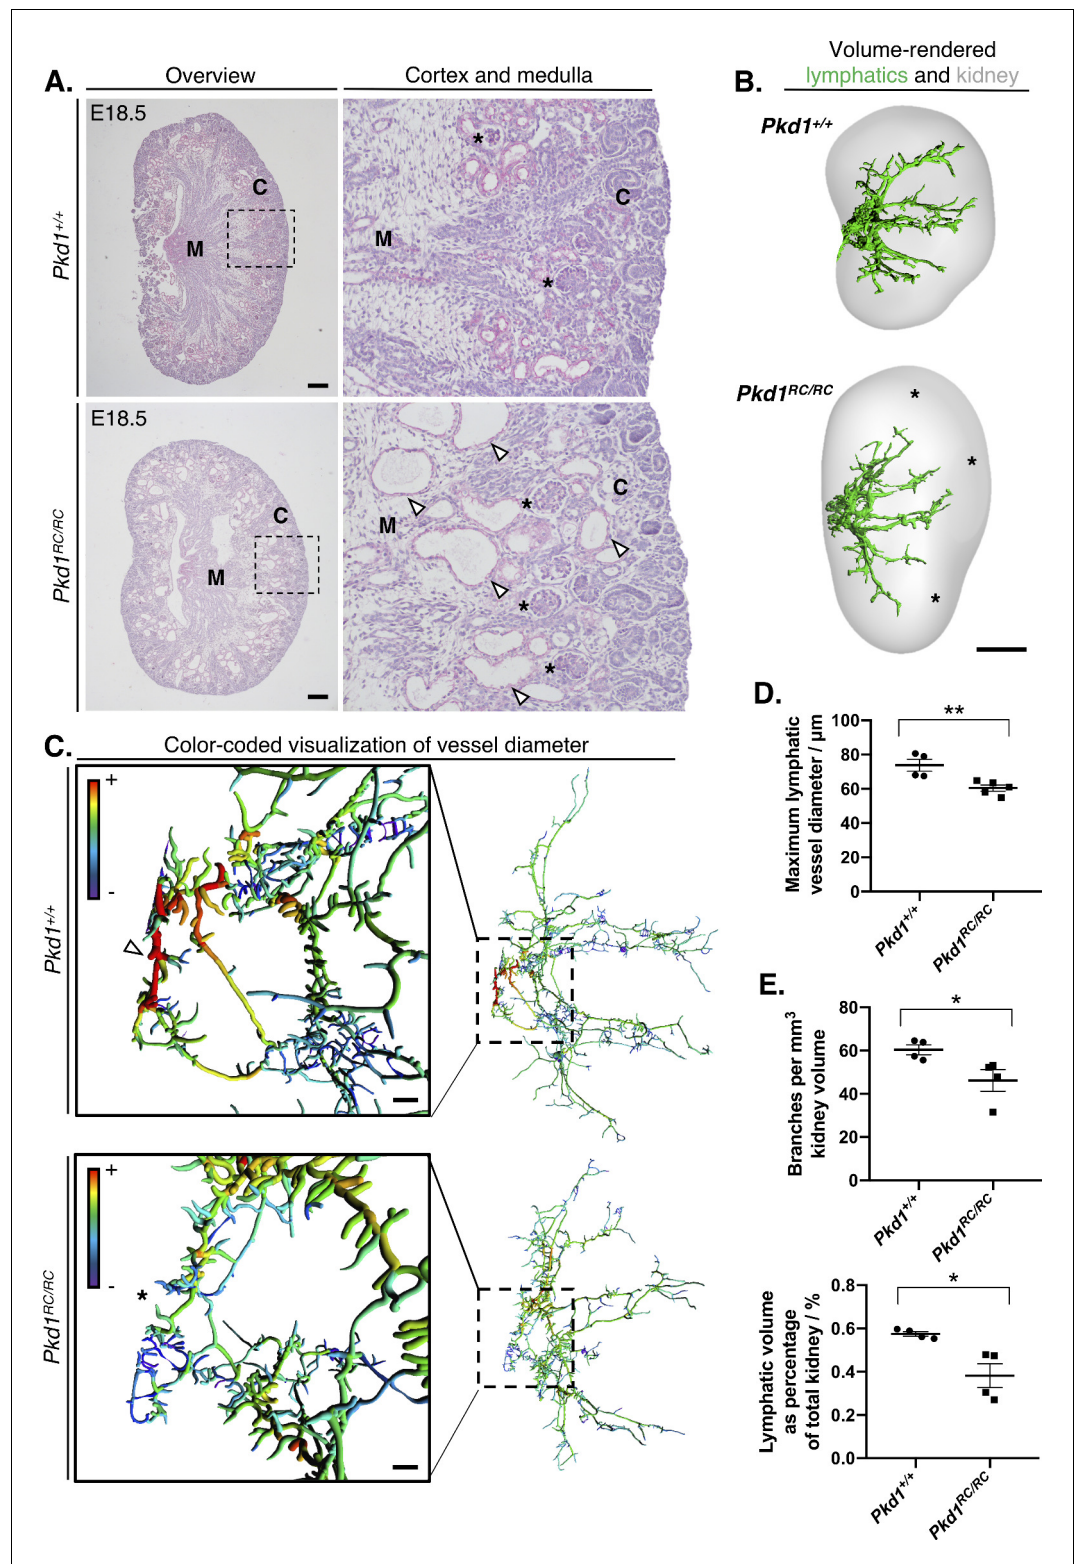 A.
Overview
Cortex and medulla
Pkd1+/+
E18.5
C
M
*
C
M
*
Pkd1RC/RC
E18.5
C
M
*
C
M
*
*
B.
Volume-rendered
lymphatics and kidney
Pkd1+/+
Pkd1RC/RC
*
*
*
C.
Color-coded visualization of vessel diameter
Pkd1+/+
+
-
Pkd1RC/RC
+
-
*
D.
Maximum lymphatic
vessel diameter / µm
100
80
60
40
20
0
**
Pkd1+/+
Pkd1RC/RC
E.
Branches per mm3
kidney volume
80
60
40
20
0
*
Pkd1+/+
Pkd1RC/RC
Lymphatic volume
as percentage
of total kidney / %
0.8
0.6
0.4
0.2
0.0
*
Pkd1+/+
Pkd1RC/RC